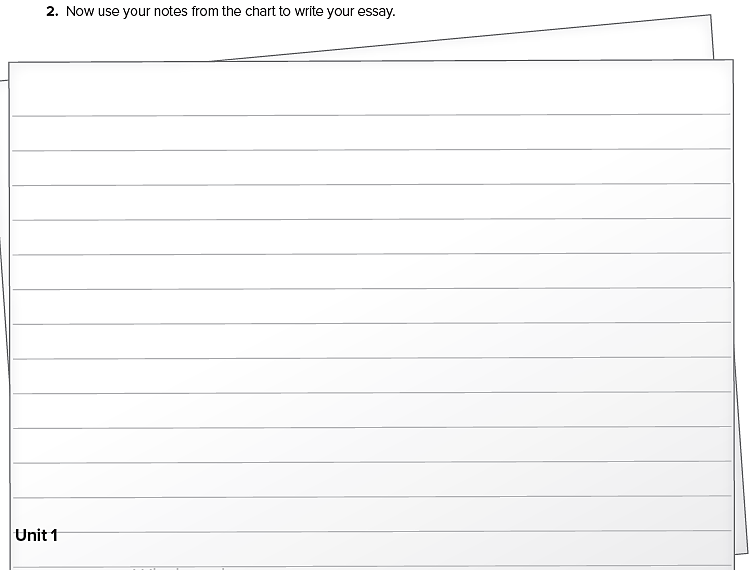 2. Now use your notes from the chart to write your essay.
Unit 1